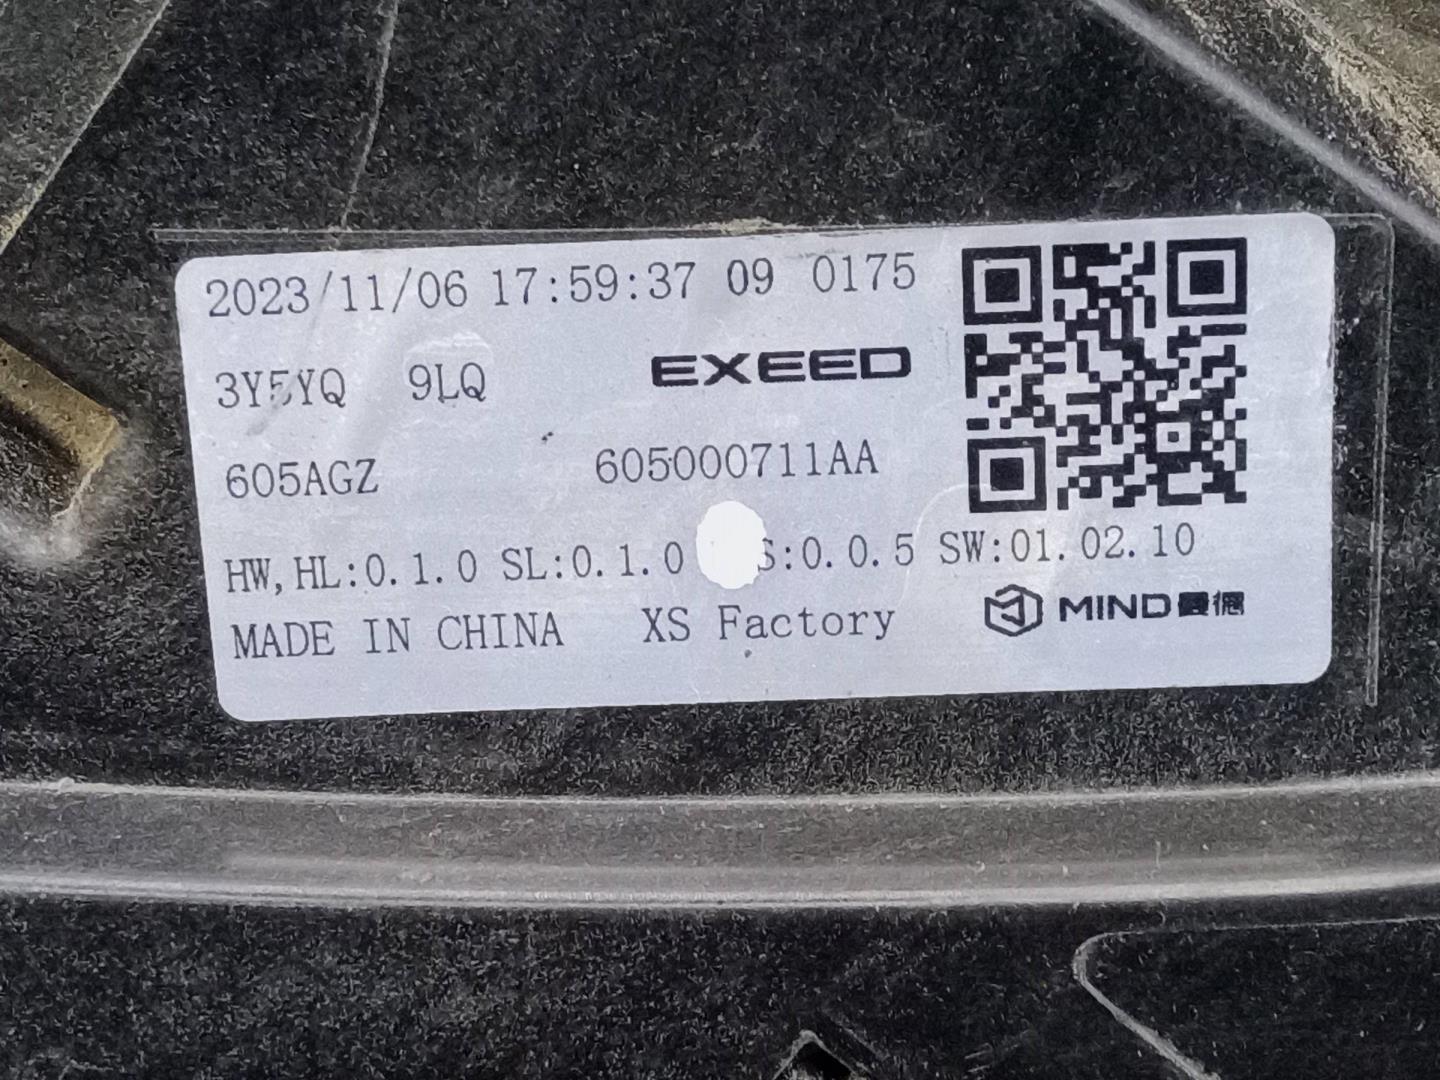 2023/11/06 17:59:37 09 0175
3Y5YQ 9LQ EXEED
605AGZ 605000711AA
HW,HL:0.1.0 SL:0.1.0 S:0.0.5 SW:01.02.10
MADE IN CHINA XS Factory MIND